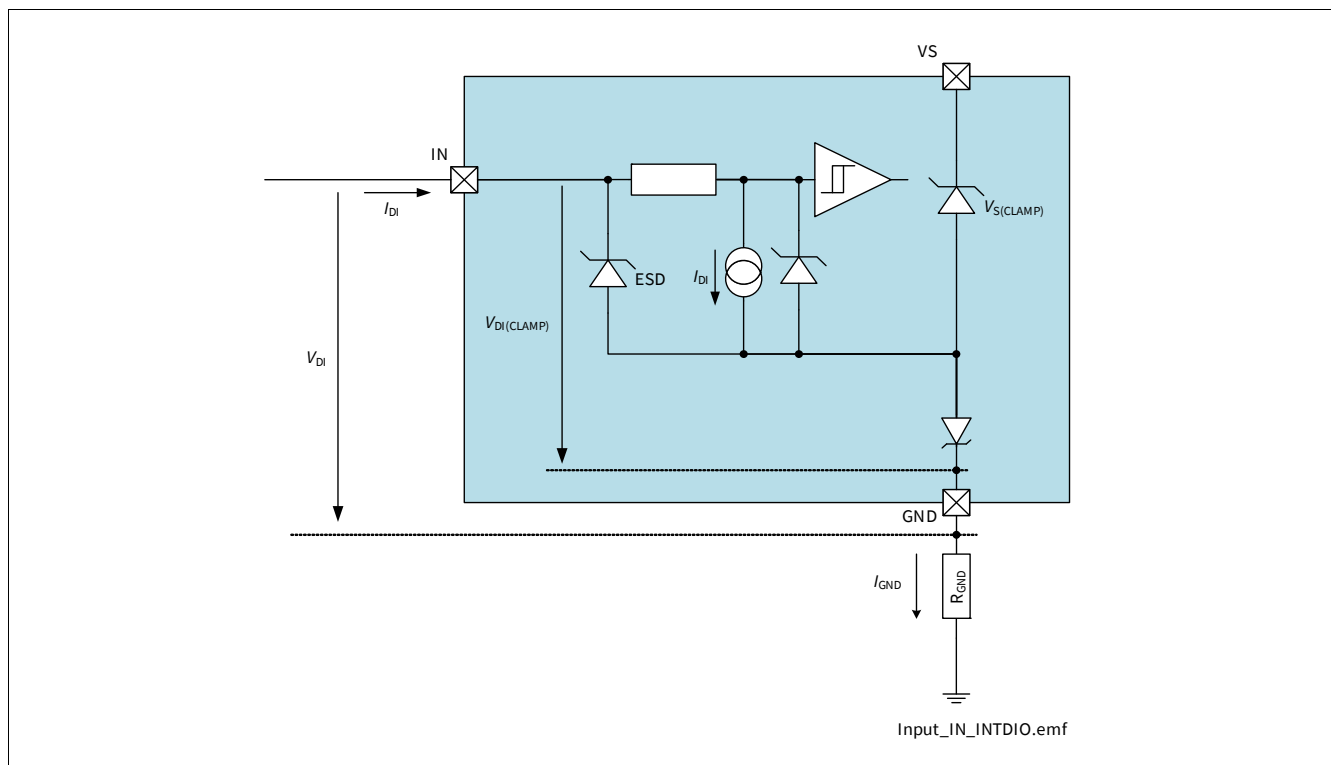 VS
IN
I_DI
V_S(CLAMP)
ESD
I_DI
V_DI(CLAMP)
V_DI
GND
I_GND
R_GND
Input_IN_INTDIO.emf